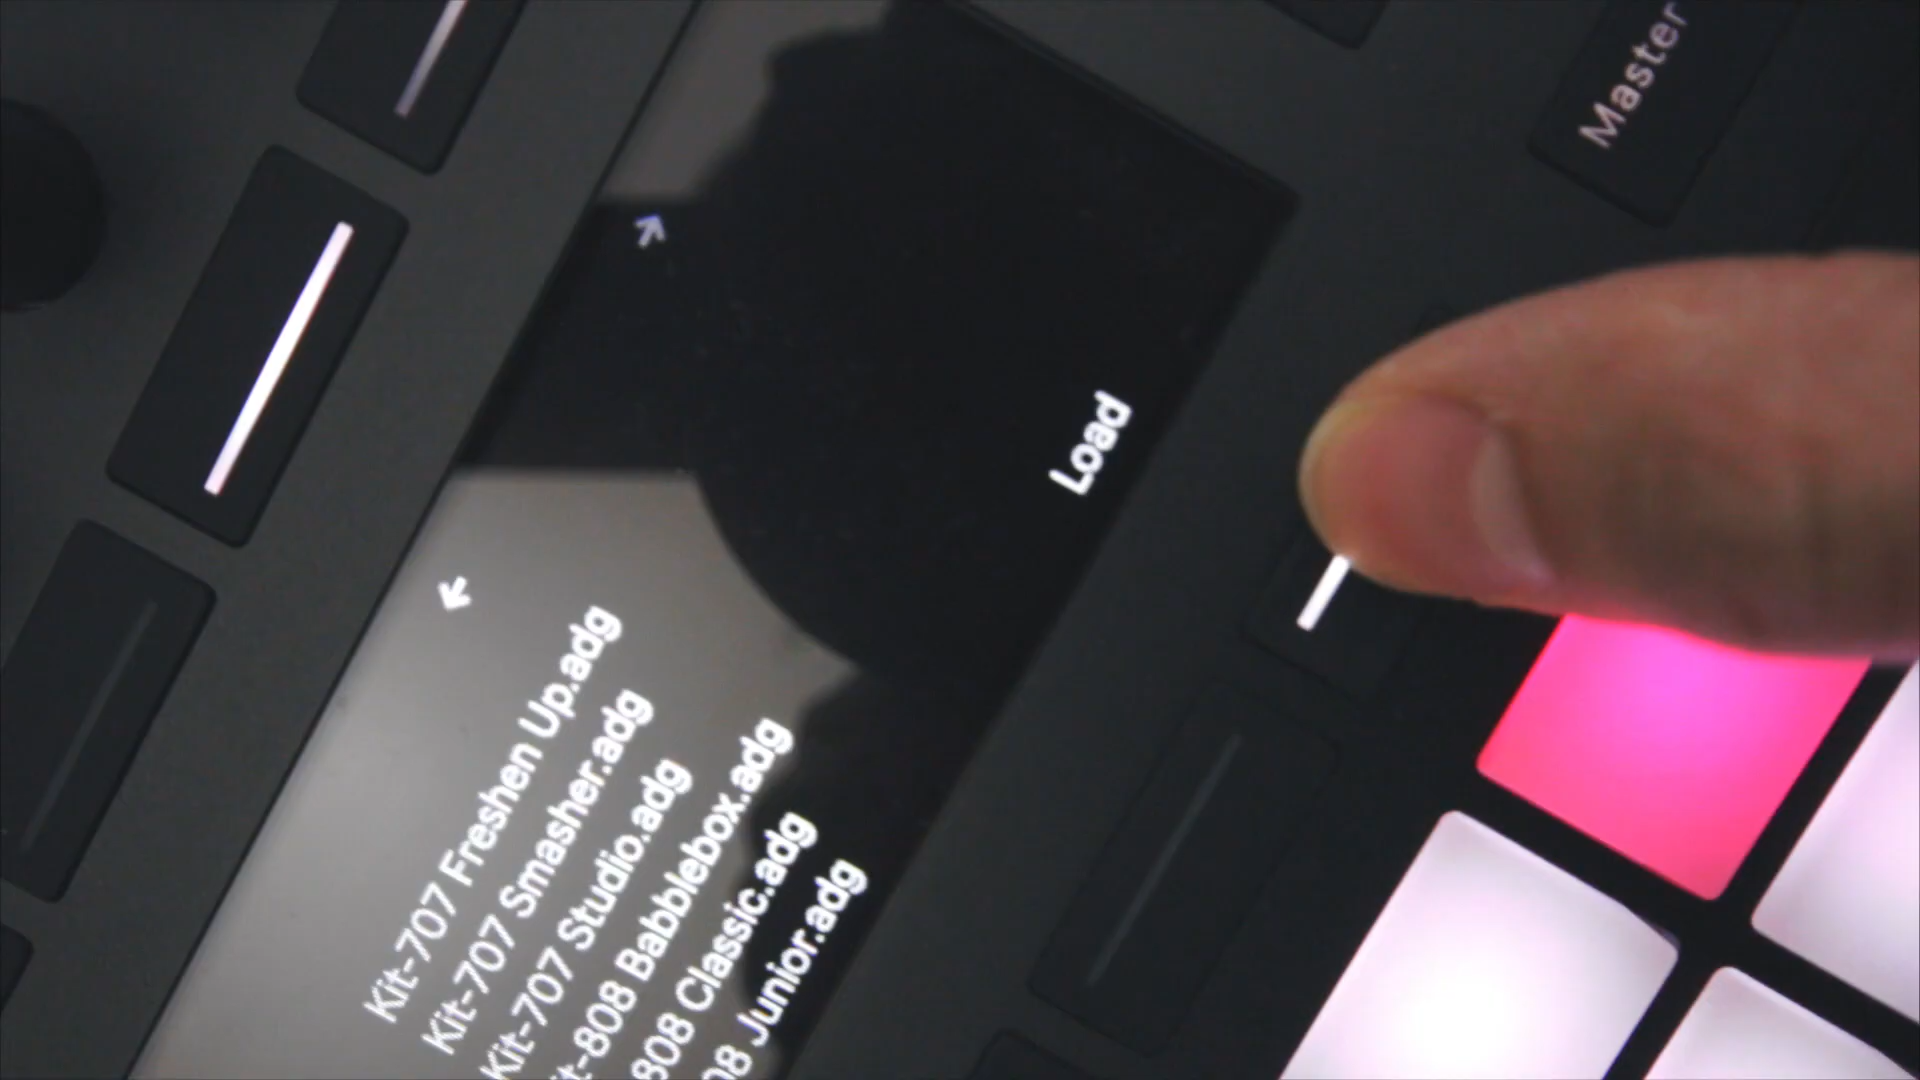 Master
Load
Kit-707 Freshen Up.adg
Kit-707 Smasher.adg
Kit-707 Studio.adg
it-808 Babblebox.adg
808 Classic.adg
08 Junior.adg